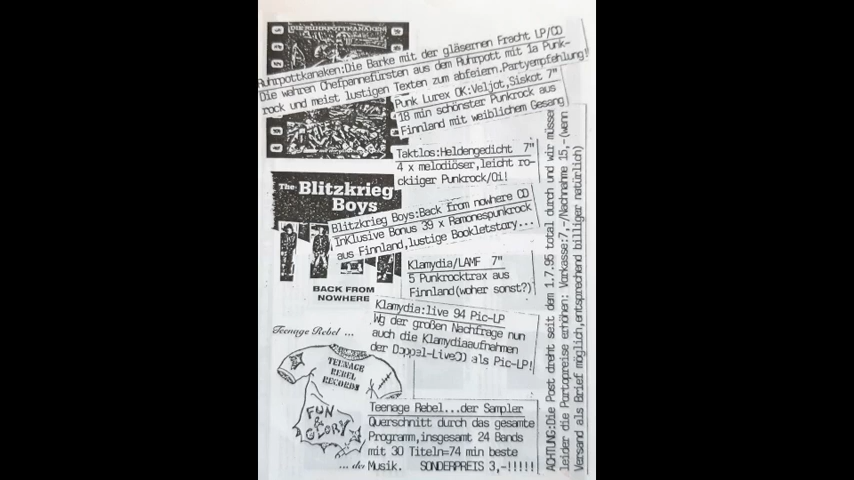 DIE RUHRPOTTKANAKEN
Ruhrpottkanaken:Die Barke mit der gläsernen Fracht LP/CD
Die wahren Chefpannefürsten aus dem Ruhrpott mit 1a Punk-
rock und meist lustigen Texten zum abfeiern.Partyempfehlung!
Punk Lurex OK:Veljot,Siskot 7"
18 min schönster Punkrock aus
Finnland mit weiblichem Gesang
Taktlos:Heldengedicht 7"
4 x melodiöser,leicht ro-
ckiiger Punkrock/Oi!
The Blitzkrieg
Boys
Blitzkrieg Boys:Back from nowhere CD
Inklusive Bonus 39 x Ramonespunkrock
aus Finnland,lustige Bookletstory...
BACK FROM
NOWHERE
Klamydia/LAMF 7"
5 Punkrocktrax aus
Finnland(woher sonst?)
Klamydia:live 94 Pic-LP
Wg der großen Nachfrage nun
auch die Klamydiaaufnahmen
der Doppel-LiveCD als Pic-LP!
Teenage Rebel ...
TEENAGE
REBEL
RECORDS
FUN
&
GLORY
... der
Teenage Rebel...der Sampler
Querschnitt durch das gesamte
Programm,insgesamt 24 Bands
mit 30 Titeln=74 min beste
Musik. SONDERPREIS 3,-!!!!!
ACHTUNG:Die Post dreht seit dem 1.7.95 total durch und wir müssen
leider die Portopreise erhöhen: Vorkasse:7,-/Nachnahme 15,-(wenn
Versand als Brief möglich,entsprechend billiger natürlich)